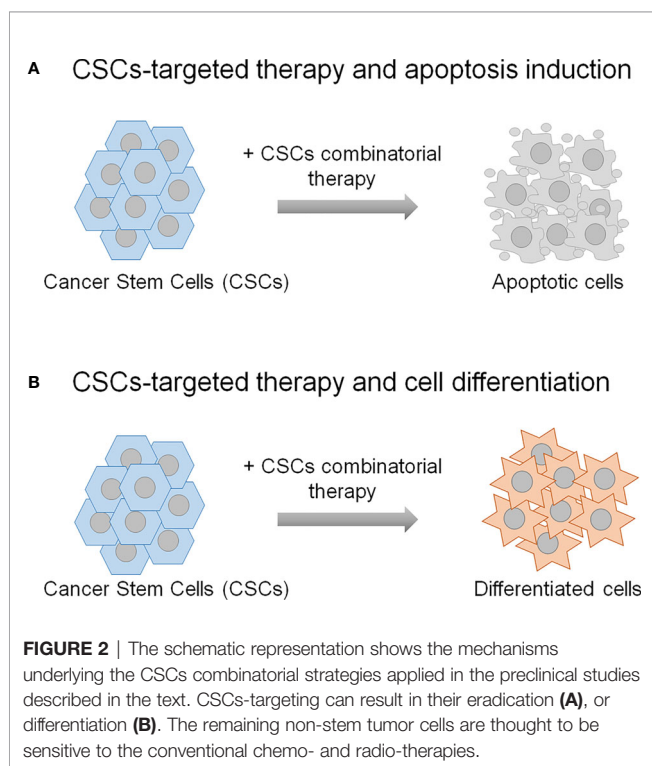 A CSCs-targeted therapy and apoptosis induction
+ CSCs combinatorial
therapy
Cancer Stem Cells (CSCs)
Apoptotic cells
B CSCs-targeted therapy and cell differentiation
+ CSCs combinatorial
therapy
Cancer Stem Cells (CSCs)
Differentiated cells
FIGURE 2 | The schematic representation shows the mechanisms
underlying the CSCs combinatorial strategies applied in the preclinical studies
described in the text. CSCs-targeting can result in their eradication (A), or
differentiation (B). The remaining non-stem tumor cells are thought to be
sensitive to the conventional chemo- and radio-therapies.